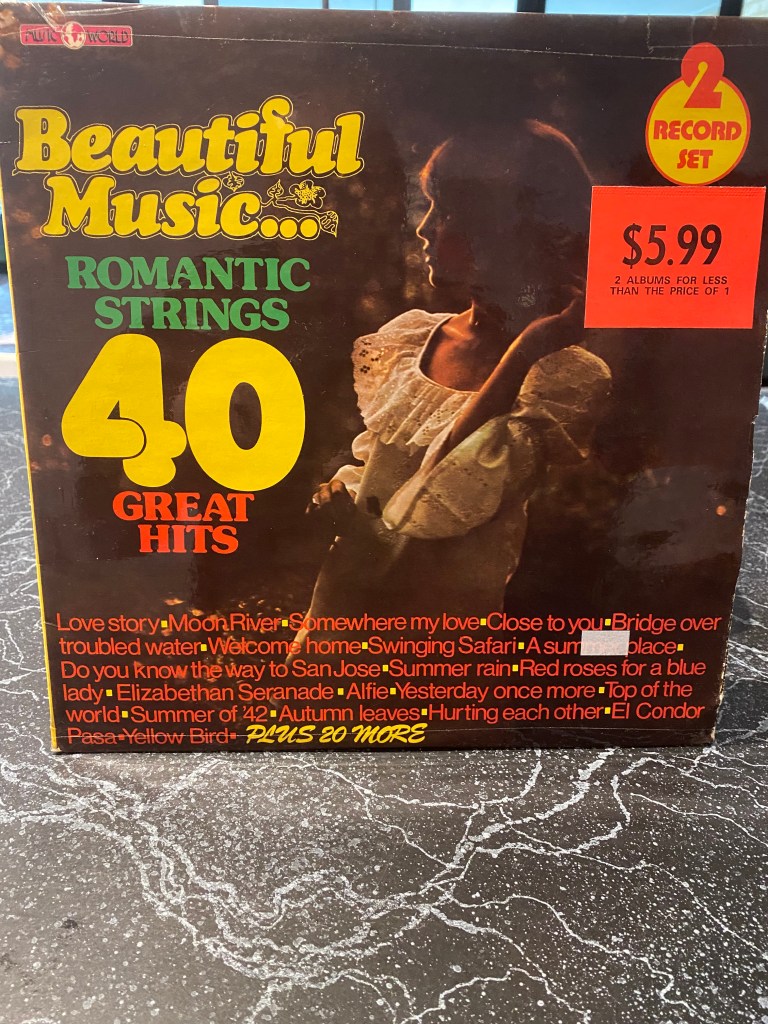 MUSIC WORLD
2
RECORD
SET
Beautiful
Music...
$5.99
2 ALBUMS FOR LESS
THAN THE PRICE OF 1
ROMANTIC
STRINGS
40
GREAT
HITS
Love story▪Moon River▪Somewhere my love▪Close to you▪Bridge over
troubled water▪Welcome home▪Swinging Safari▪A place▪
Do you know the way to San Jose▪Summer rain▪Red roses for a blue
lady▪Elizabethan Seranade▪Alfie▪Yesterday once more▪Top of the
world▪Summer of '42▪Autumn leaves▪Hurting each other▪El Condor
Pasa▪Yellow Bird▪ PLUS 20 MORE